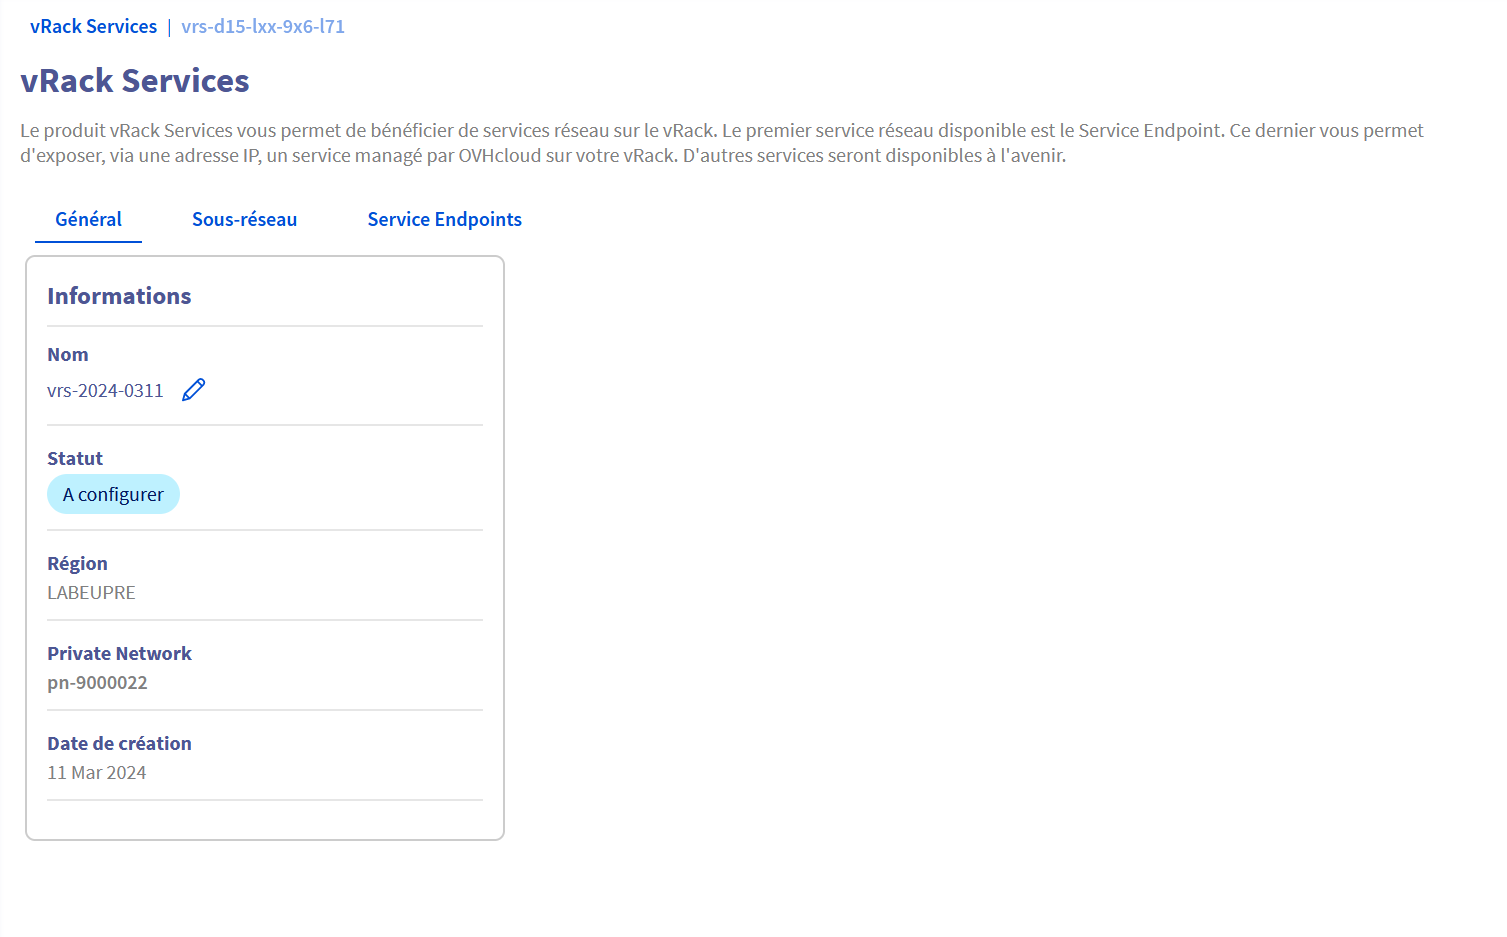 vRack Services | vrs-d15-lxx-9x6-l71
vRack Services
Le produit vRack Services vous permet de bénéficier de services réseau sur le vRack. Le premier service réseau disponible est le Service Endpoint. Ce dernier vous permet
d'exposer, via une adresse IP, un service managé par OVHcloud sur votre vRack. D'autres services seront disponibles à l'avenir.
Général Sous-réseau Service Endpoints
Informations
Nom
vrs-2024-0311
Statut
A configurer
Région
LABEUPRE
Private Network
pn-9000022
Date de création
11 Mar 2024